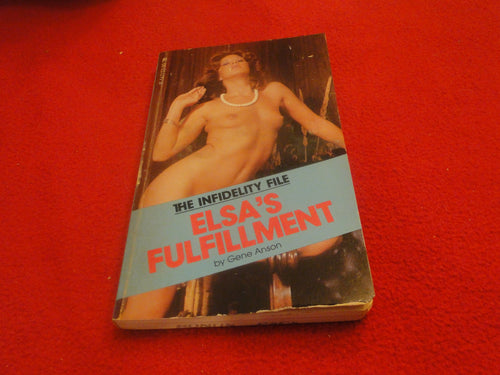 THE INFIDELITY FILE
ELSA'S
FULFILLMENT
by Gene Anson